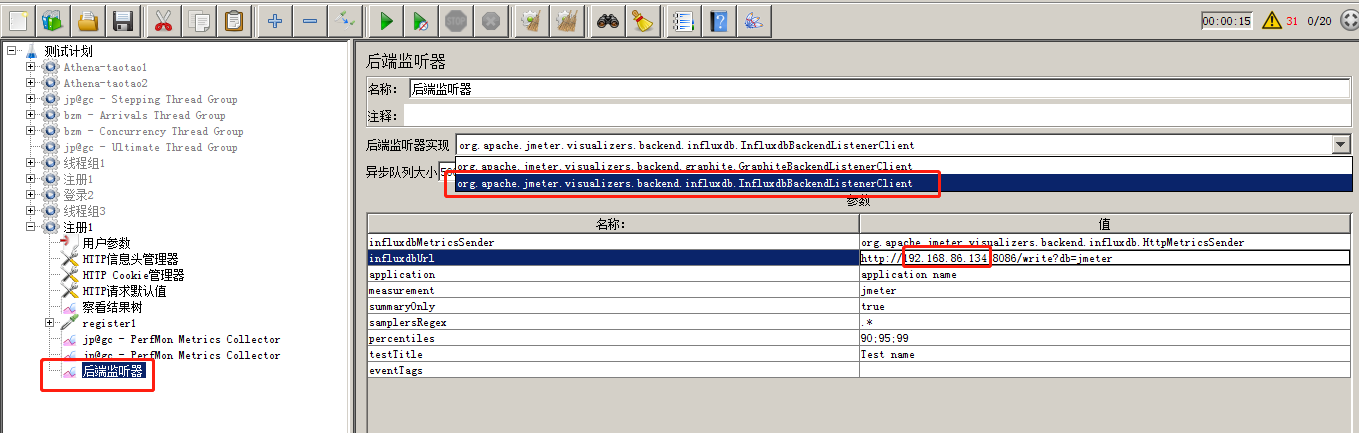 00:00:15 31 0/20
测试计划
Athena-taotao1
Athena-taotao2
jp@gc - Stepping Thread Group
bzm - Arrivals Thread Group
bzm - Concurrency Thread Group
jp@gc - Ultimate Thread Group
线程组1
注册1
登录2
线程组3
注册1
用户参数
HTTP信息头管理器
HTTP Cookie管理器
HTTP请求默认值
察看结果树
register1
jp@gc - PerfMon Metrics Collector
jp@gc - PerfMon Metrics Collector
后端监听器
后端监听器
名称: 后端监听器
注释:
后端监听器实现 org.apache.jmeter.visualizers.backend.influxdb.InfluxdbBackendListenerClient
org.apache.jmeter.visualizers.backend.graphite.GraphiteBackendListenerClient
异步队列大小
org.apache.jmeter.visualizers.backend.influxdb.InfluxdbBackendListenerClient
参数
名称: 值
influxdbMetricsSender org.apache.jmeter.visualizers.backend.influxdb.HttpMetricsSender
influxdbUrl http://192.168.86.134:8086/write?db=jmeter
application application name
measurement jmeter
summaryOnly true
samplersRegex .*
percentiles 90;95;99
testTitle Test name
eventTags